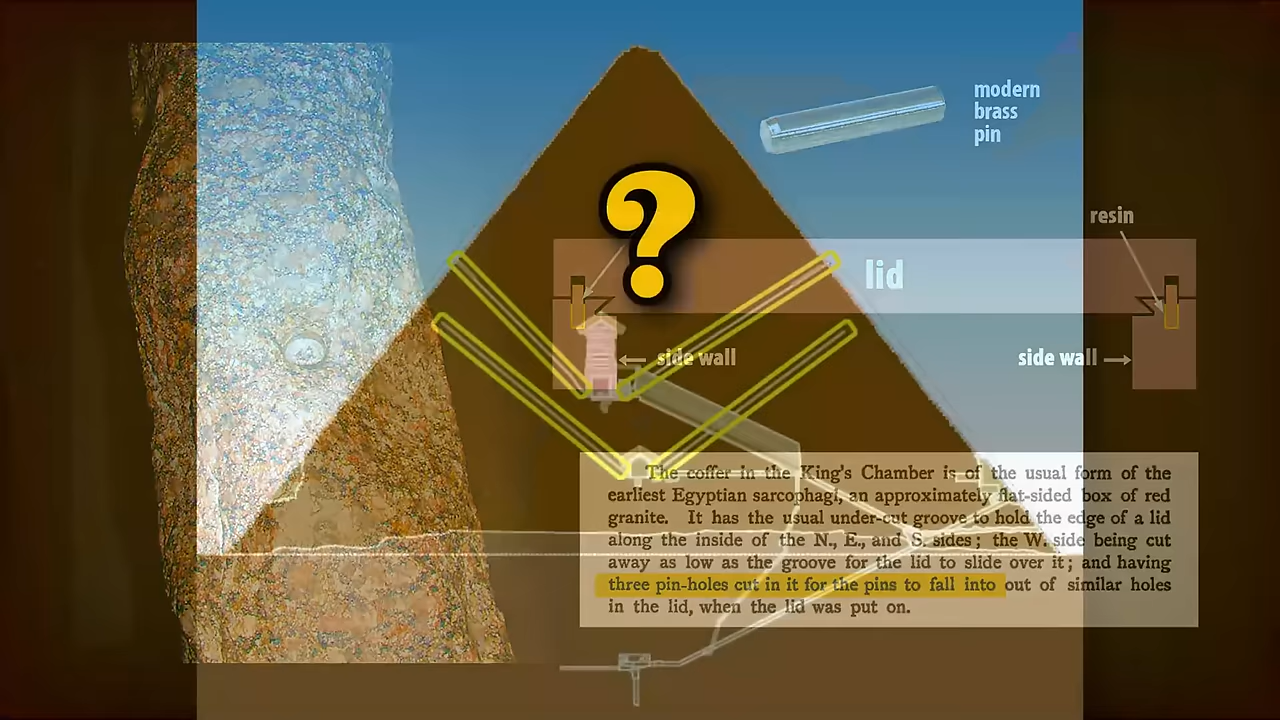 modern
brass
pin
resin
?
lid
side wall
side wall
The coffer in the King's Chamber is of the usual form of the
earliest Egyptian sarcophagi, an approximately flat-sided box of red
granite. It has the usual under-cut groove to hold the edge of a lid
along the inside of the N., E., and S. sides; the W. side being cut
away as low as the groove for the lid to slide over it; and having
three pin-holes cut in it for the pins to fall into out of similar holes
in the lid, when the lid was put on.